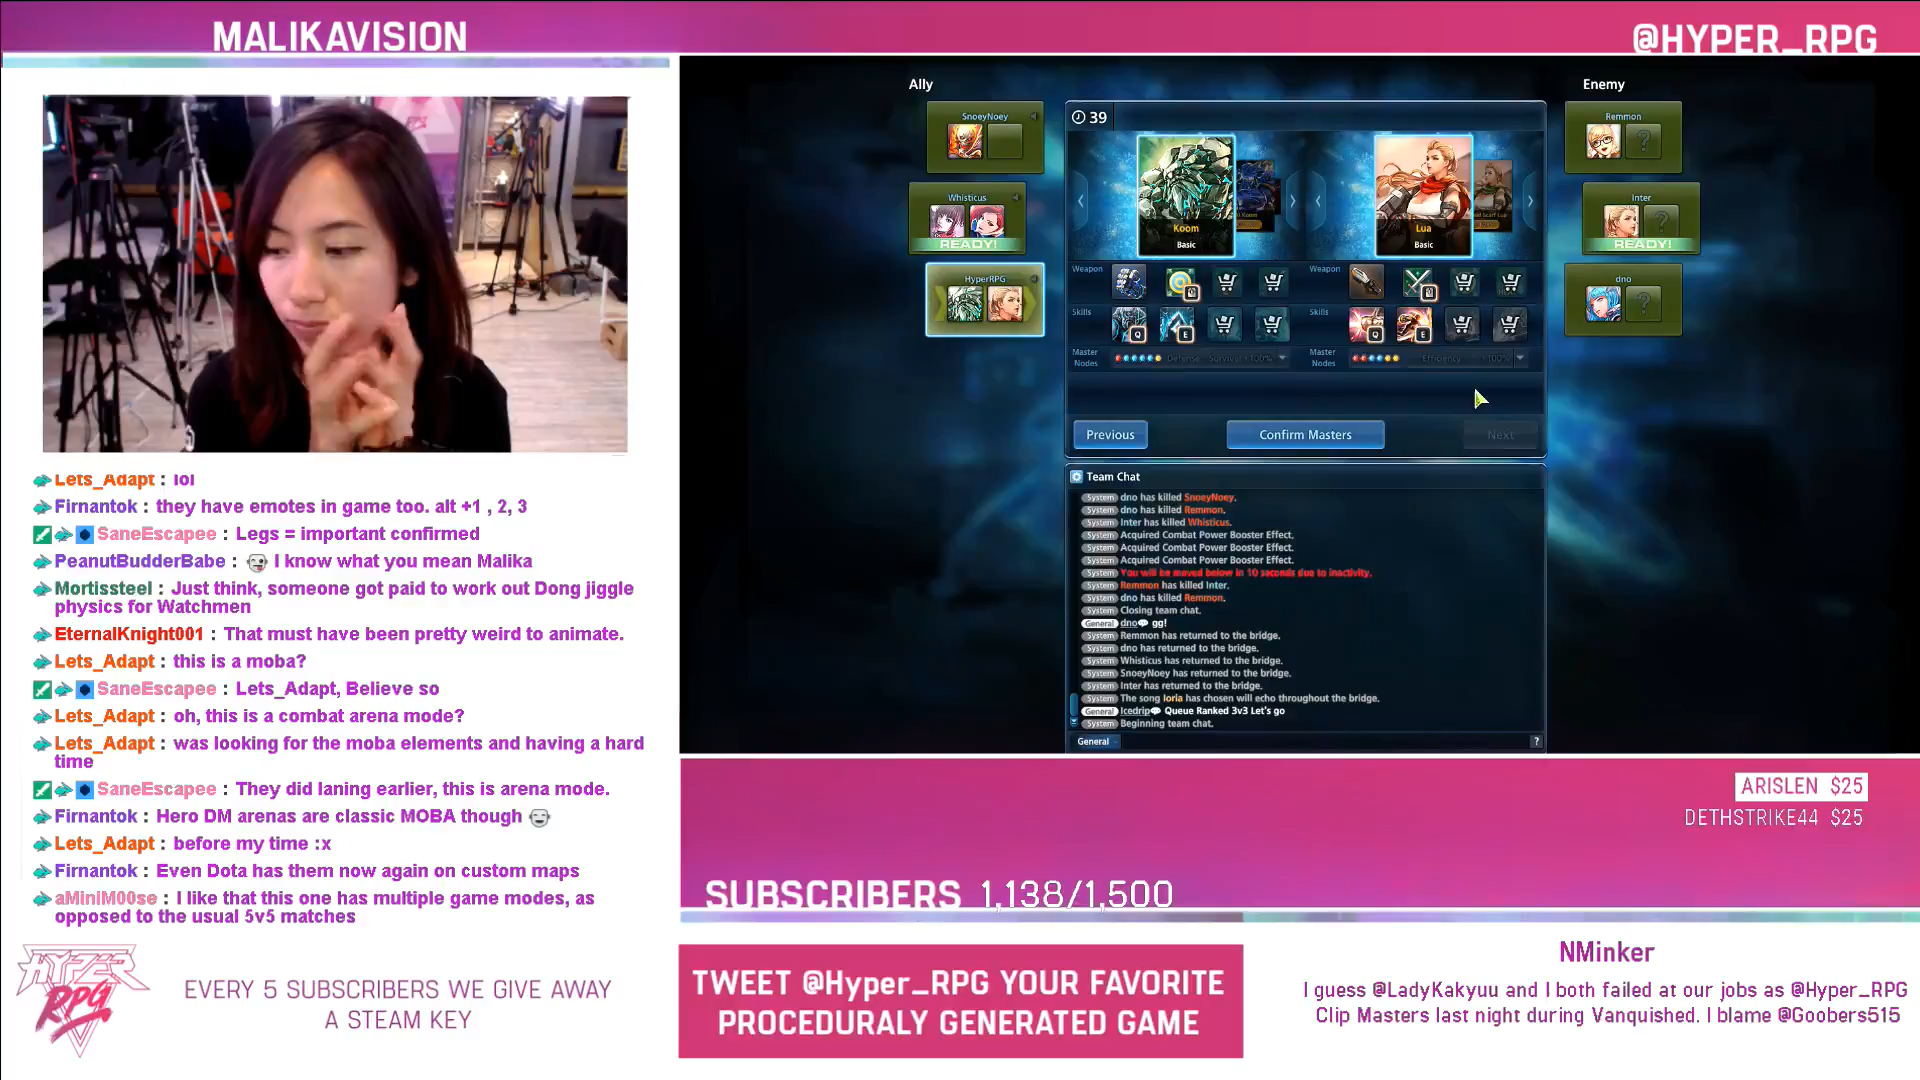 MALIKAVISION
@HYPER_RPG
Lets_Adapt : lol
Firnantok : they have emotes in game too. alt +1 , 2, 3
SaneEscapee : Legs = important confirmed
PeanutBudderBabe : I know what you mean Malika
Mortissteel : Just think, someone got paid to work out Dong jiggle
physics for Watchmen
EternalKnight001 : That must have been pretty weird to animate.
Lets_Adapt : this is a moba?
SaneEscapee : Lets_Adapt, Believe so
Lets_Adapt : oh, this is a combat arena mode?
Lets_Adapt : was looking for the moba elements and having a hard
time
SaneEscapee : They did laning earlier, this is arena mode.
Firnantok : Hero DM arenas are classic MOBA though
Lets_Adapt : before my time :x
Firnantok : Even Dota has them now again on custom maps
aMiniM00se : I like that this one has multiple game modes, as
opposed to the usual 5v5 matches
HYPER
RPG
EVERY 5 SUBSCRIBERS WE GIVE AWAY
A STEAM KEY
Ally
SnoeyNoey
Whisticus
READY!
HyperRPG
39
Koom
Basic
Koom
Lua
Basic
Scarf Lua
Weapon
Weapon
Skills
Q
E
Skills
Q
E
Master
Nodes
Defense Survival +100%
Master
Nodes
Efficiency +100%
Previous
Confirm Masters
Next
Enemy
Remmon
?
Inter
?
READY!
dno
?
Team Chat
System dno has killed SnoeyNoey.
System dno has killed Remmon.
System Inter has killed Whisticus.
System Acquired Combat Power Booster Effect.
System Acquired Combat Power Booster Effect.
System Acquired Combat Power Booster Effect.
System You will be moved below in 10 seconds due to inactivity.
System Remmon has killed Inter.
System dno has killed Remmon.
System Closing team chat.
General dno gg!
System Remmon has returned to the bridge.
System dno has returned to the bridge.
System Whisticus has returned to the bridge.
System SnoeyNoey has returned to the bridge.
System Inter has returned to the bridge.
System The song Ioria has chosen will echo throughout the bridge.
General Icedrip Queue Ranked 3v3 Let's go
System Beginning team chat.
General
?
ARISLEN $25
DETHSTRIKE44 $25
SUBSCRIBERS 1,138/1,500
TWEET @Hyper_RPG YOUR FAVORITE
PROCEDURALY GENERATED GAME
NMinker
I guess @LadyKakyuu and I both failed at our jobs as @Hyper_RPG
Clip Masters last night during Vanquished. I blame @Goobers515